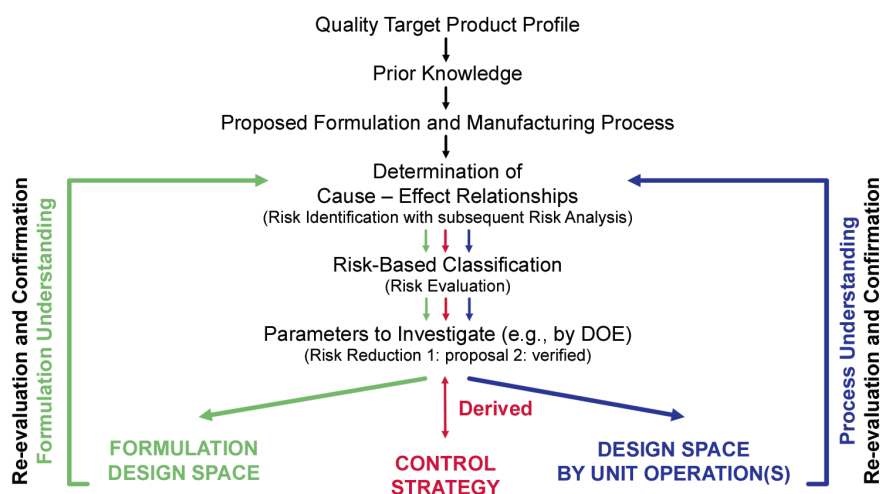 Quality Target Product Profile
Prior Knowledge
Proposed Formulation and Manufacturing Process
Determination of
Cause – Effect Relationships
(Risk Identification with subsequent Risk Analysis)
Risk-Based Classification
(Risk Evaluation)
Parameters to Investigate (e.g., by DOE)
(Risk Reduction 1: proposal 2: verified)
Derived
FORMULATION
DESIGN SPACE
CONTROL
STRATEGY
DESIGN SPACE
BY UNIT OPERATION(S)
Re-evaluation and Confirmation
Formulation Understanding
Process Understanding
Re-evaluation and Confirmation